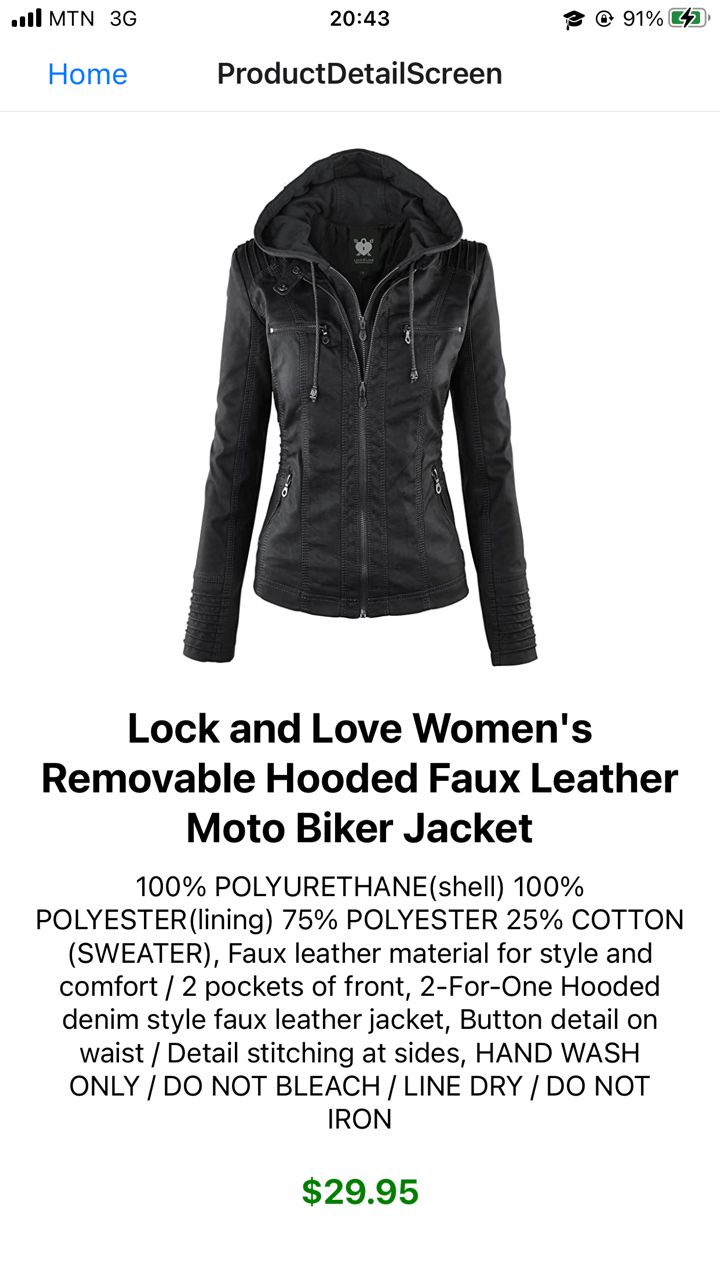 MTN 3G 20:43 91%
Home ProductDetailScreen
Lock and Love Women's
Removable Hooded Faux Leather
Moto Biker Jacket
100% POLYURETHANE(shell) 100%
POLYESTER(lining) 75% POLYESTER 25% COTTON
(SWEATER), Faux leather material for style and
comfort / 2 pockets of front, 2-For-One Hooded
denim style faux leather jacket, Button detail on
waist / Detail stitching at sides, HAND WASH
ONLY / DO NOT BLEACH / LINE DRY / DO NOT
IRON
$29.95